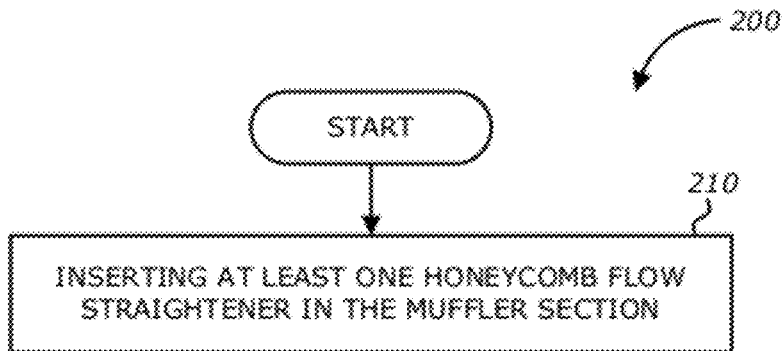 200
START
210
INSERTING AT LEAST ONE HONEYCOMB FLOW
STRAIGHTENER IN THE MUFFLER SECTION